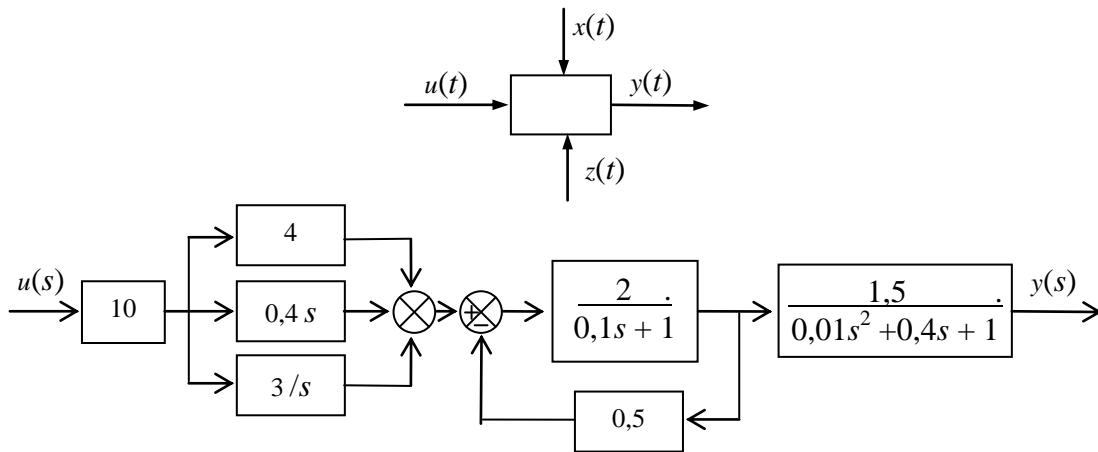 x(t)
u(t)
y(t)
z(t)
4
u(s)
10
0,4 s
3 /s
+
−
2 .
0,1s + 1
0,5
1,5 .
0,01s² +0,4s + 1
y(s)